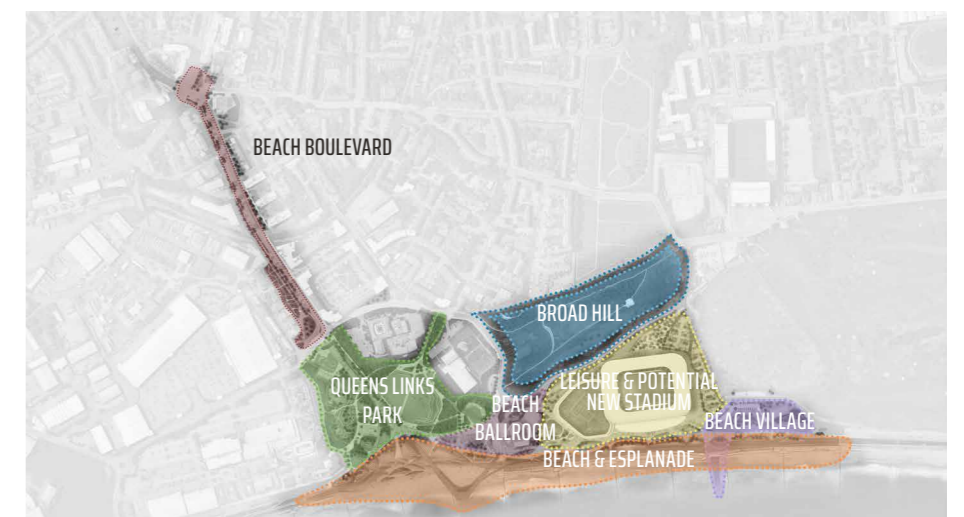 BEACH BOULEVARD
BROAD HILL
QUEENS LINKS
PARK
LEISURE & POTENTIAL
NEW STADIUM
BEACH
BALLROOM
BEACH VILLAGE
BEACH & ESPLANADE